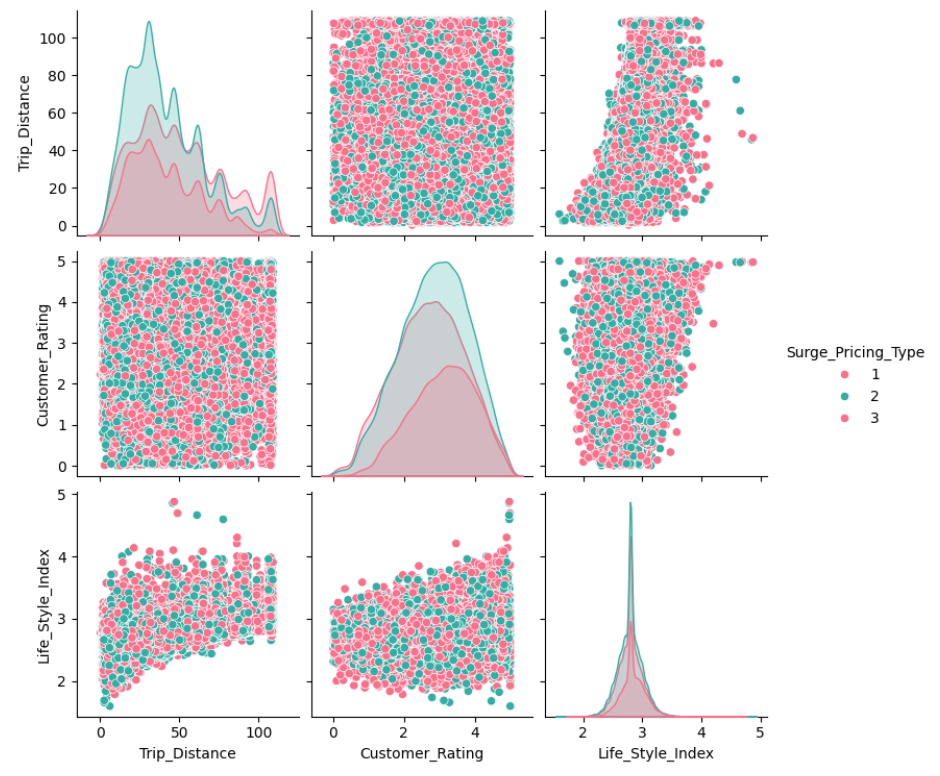 100
80
60
40
20
0
Trip_Distance
5
4
3
2
1
0
Customer_Rating
Surge_Pricing_Type
1
2
3
5
4
3
2
Life_Style_Index
0 50 100
0 2 4
2 3 4 5
Trip_Distance Customer_Rating Life_Style_Index